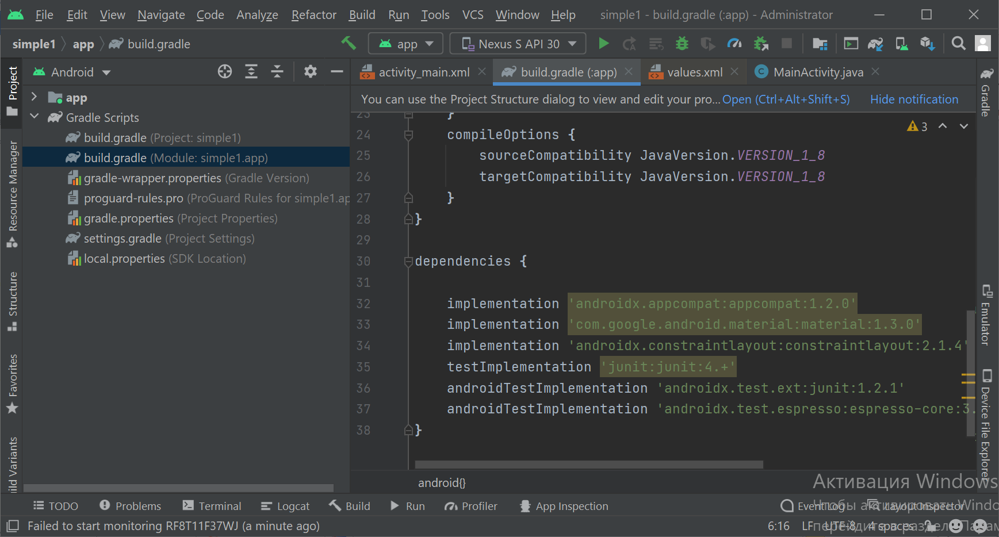 File Edit View Navigate Code Analyze Refactor Build Run Tools VCS Window Help simple1 - build.gradle (:app) - Administrator
simple1 app build.gradle app Nexus S API 30
Project
Resource Manager
Structure
Favorites
ild Variants
Android
app
Gradle Scripts
build.gradle (Project: simple1)
build.gradle (Module: simple1.app)
gradle-wrapper.properties (Gradle Version)
proguard-rules.pro (ProGuard Rules for simple1.ap
gradle.properties (Project Properties)
settings.gradle (Project Settings)
local.properties (SDK Location)
activity_main.xml build.gradle (:app) values.xml MainActivity.java
You can use the Project Structure dialog to view and edit your pro... Open (Ctrl+Alt+Shift+S) Hide notification
3
23 }
24 compileOptions {
25 sourceCompatibility JavaVersion.VERSION_1_8
26 targetCompatibility JavaVersion.VERSION_1_8
27 }
28 }
29
30 dependencies {
31
32 implementation 'androidx.appcompat:appcompat:1.2.0'
33 implementation 'com.google.android.material:material:1.3.0'
34 implementation 'androidx.constraintlayout:constraintlayout:2.1.4'
35 testImplementation 'junit:junit:4.+'
36 androidTestImplementation 'androidx.test.ext:junit:1.2.1'
37 androidTestImplementation 'androidx.test.espresso:espresso-core:3.
38 }
android{}
Gradle
Emulator
Device File Explorer
Активация Windows
Чтобы активировать Windo
перейдите в раздел "Парам
TODO Problems Terminal Logcat Build Run Profiler App Inspection Event Log Layout Inspector
Failed to start monitoring RF8T11F37WJ (a minute ago) 6:16 LF UTF-8 4 spaces